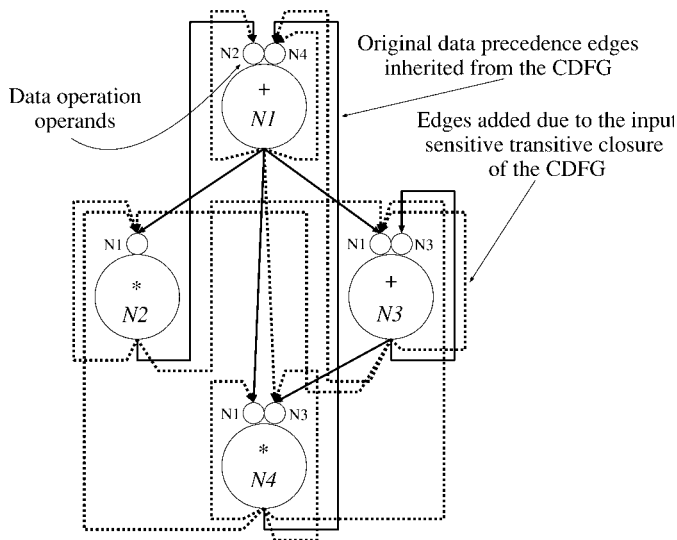 Original data precedence edges
inherited from the CDFG
Data operation
operands
Edges added due to the input
sensitive transitive closure
of the CDFG
N2
N4
+
N1
N1
*
N2
N1
N3
+
N3
N1
N3
*
N4